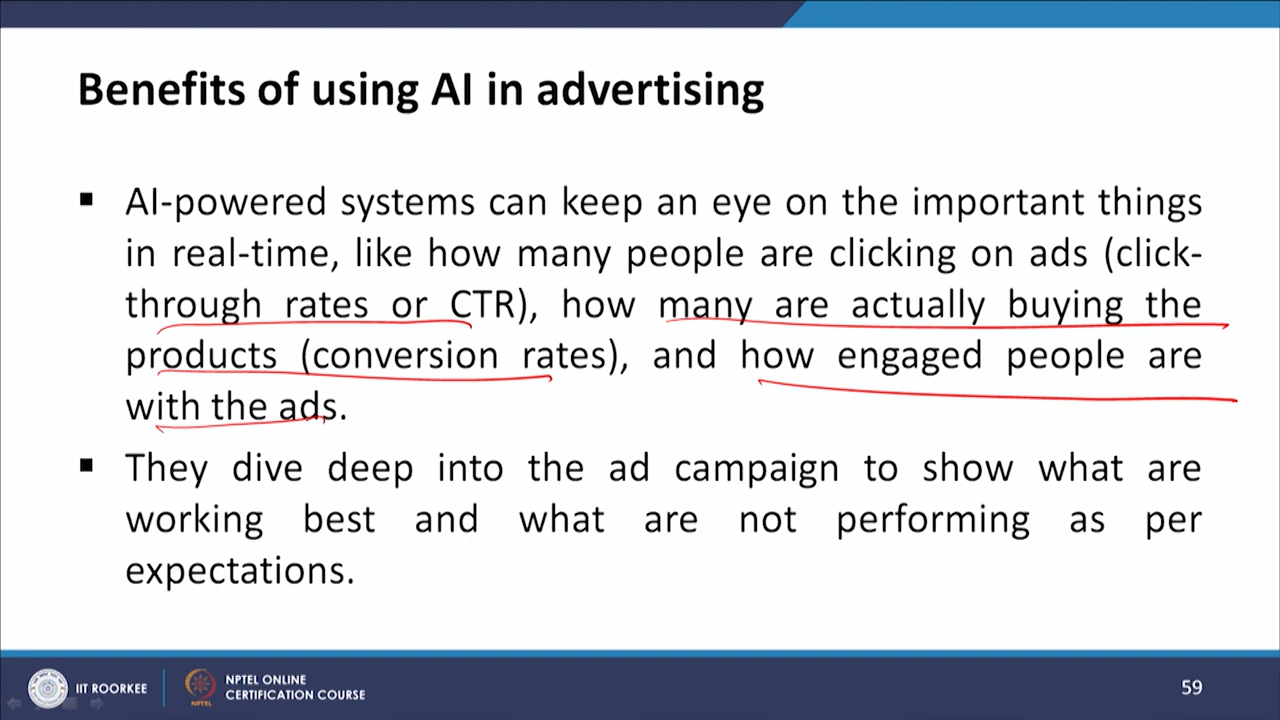 Benefits of using AI in advertising
▪ AI-powered systems can keep an eye on the important things
in real-time, like how many people are clicking on ads (click-
through rates or CTR), how many are actually buying the
products (conversion rates), and how engaged people are
with the ads.
▪ They dive deep into the ad campaign to show what are
working best and what are not performing as per
expectations.
IIT ROORKEE
NPTEL
NPTEL ONLINE
CERTIFICATION COURSE
59